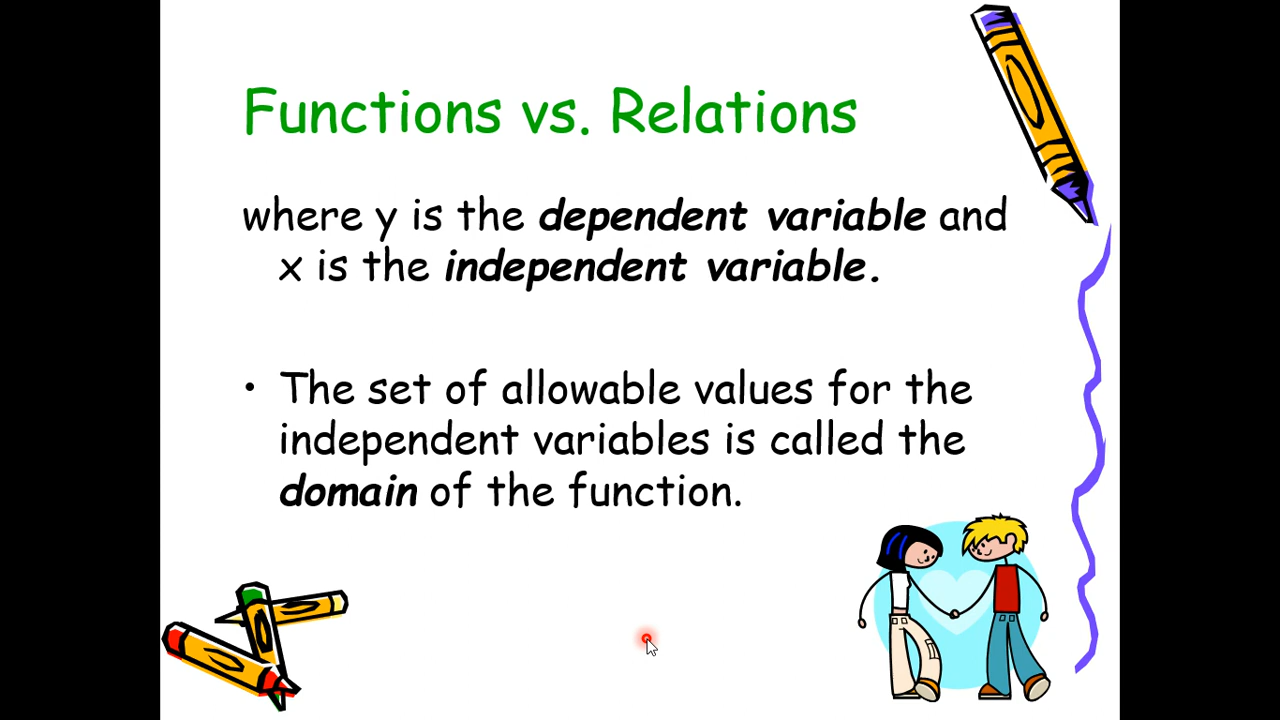 Functions vs. Relations
where y is the dependent variable and
x is the independent variable.
• The set of allowable values for the
independent variables is called the
domain of the function.